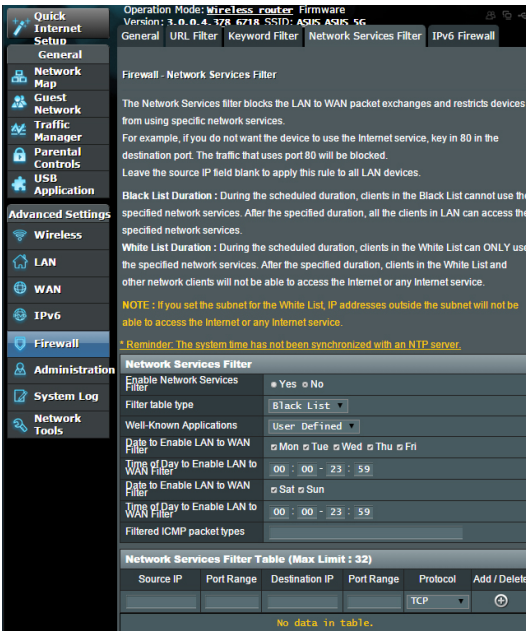 Quick
Internet
Setup
General
Network
Map
Guest
Network
Traffic
Manager
Parental
Controls
USB
Application
Advanced Settings
Wireless
LAN
WAN
IPv6
Firewall
Administration
System Log
Network
Tools
Operation Mode: Wireless router Firmware
Version: 3.0.0.4.378_6718 SSID: ASUS ASUS_5G
General URL Filter Keyword Filter Network Services Filter IPv6 Firewall
Firewall - Network Services Filter
The Network Services filter blocks the LAN to WAN packet exchanges and restricts devices
from using specific network services.
For example, if you do not want the device to use the Internet service, key in 80 in the
destination port. The traffic that uses port 80 will be blocked.
Leave the source IP field blank to apply this rule to all LAN devices.
Black List Duration : During the scheduled duration, clients in the Black List cannot use the
specified network services. After the specified duration, all the clients in LAN can access the
specified network services.
White List Duration : During the scheduled duration, clients in the White List can ONLY use
the specified network services. After the specified duration, clients in the White List and
other network clients will not be able to access the Internet or any Internet service.
NOTE : If you set the subnet for the White List, IP addresses outside the subnet will not be
able to access the Internet or any Internet service.
* Reminder: The system time has not been synchronized with an NTP server.
Network Services Filter
Enable Network Services
Filter
Yes No
Filter table type Black List
Well-Known Applications User Defined
Date to Enable LAN to WAN
Filter
Mon Tue Wed Thu Fri
Time of Day to Enable LAN to
WAN Filter
00 : 00 - 23 : 59
Date to Enable LAN to WAN
Filter
Sat Sun
Time of Day to Enable LAN to
WAN Filter
00 : 00 - 23 : 59
Filtered ICMP packet types
Network Services Filter Table (Max Limit : 32)
Source IP Port Range Destination IP Port Range Protocol Add / Delete
TCP
No data in table.